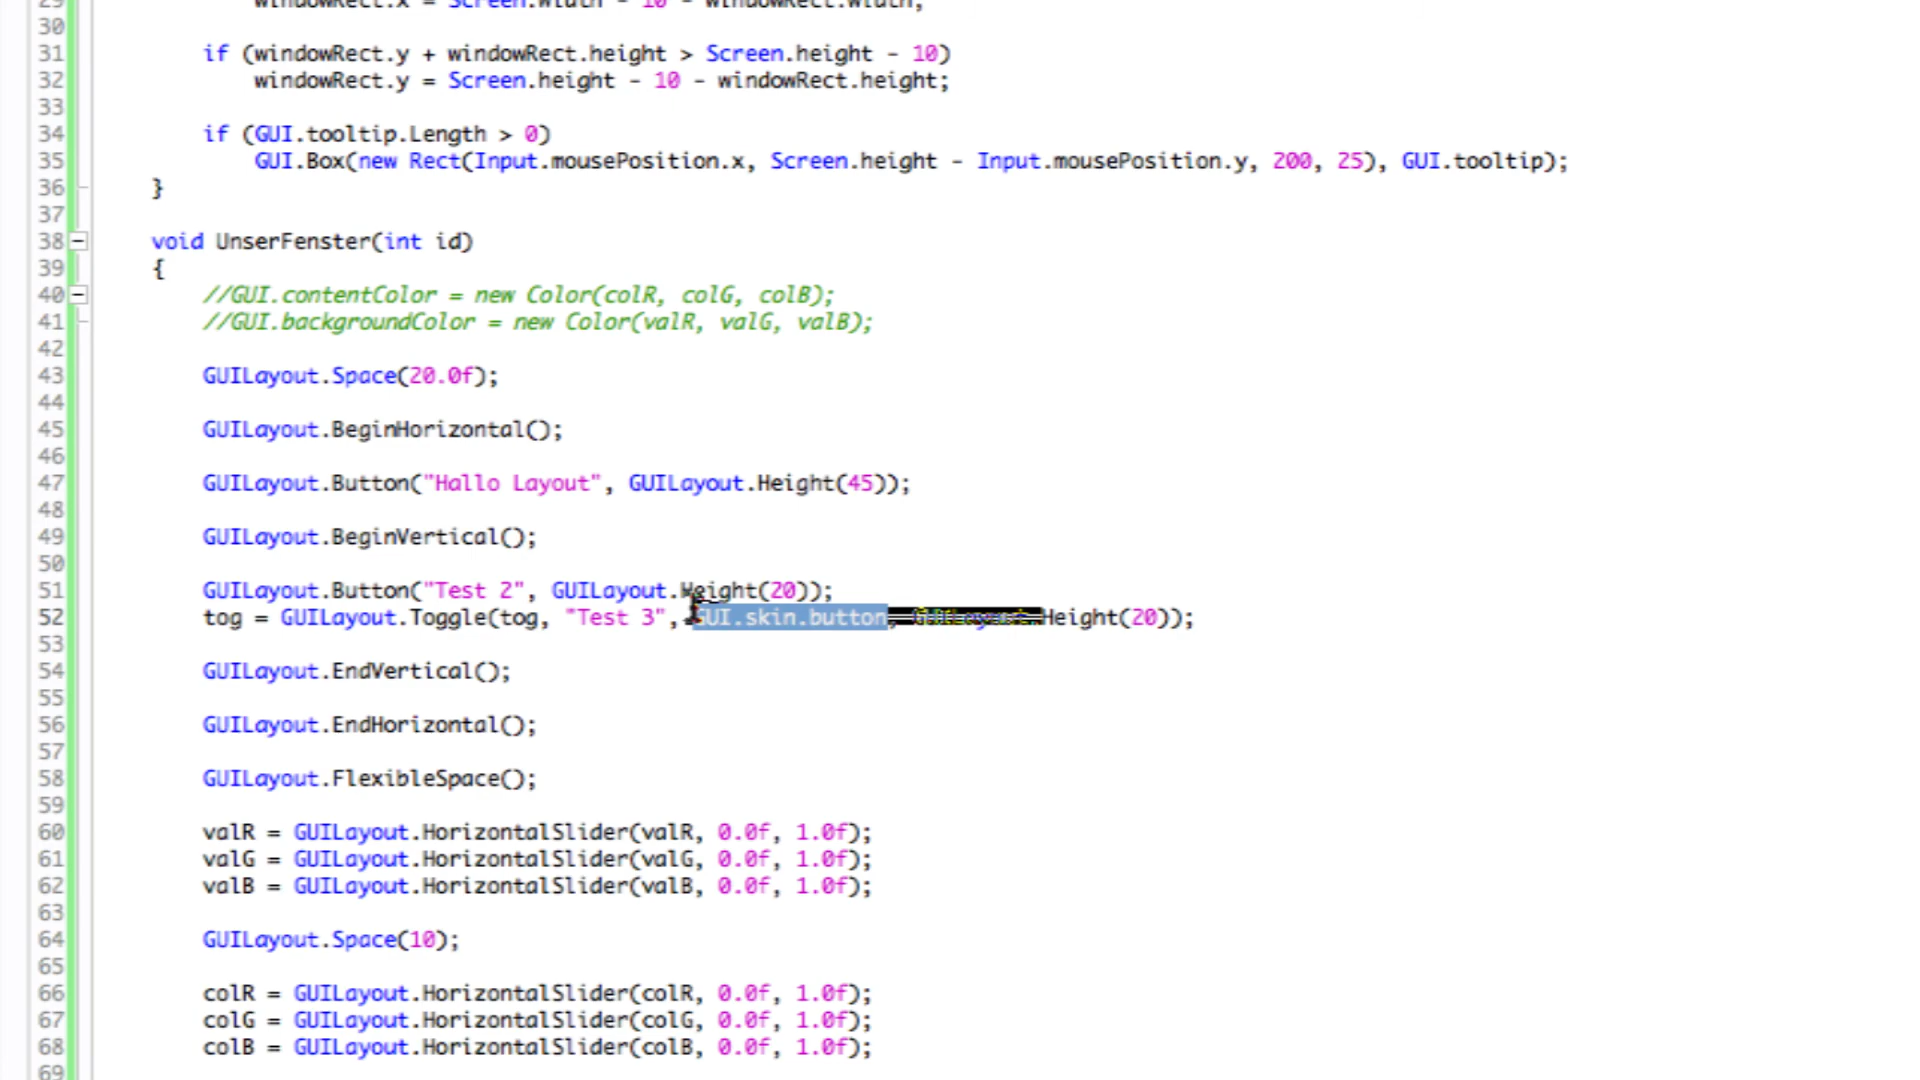 29 windowRect.x = Screen.width - 10 - windowRect.width;
30
31 if (windowRect.y + windowRect.height > Screen.height - 10)
32 windowRect.y = Screen.height - 10 - windowRect.height;
33
34 if (GUI.tooltip.Length > 0)
35 GUI.Box(new Rect(Input.mousePosition.x, Screen.height - Input.mousePosition.y, 200, 25), GUI.tooltip);
36 }
37
38 void UnserFenster(int id)
39 {
40 //GUI.contentColor = new Color(colR, colG, colB);
41 //GUI.backgroundColor = new Color(valR, valG, valB);
42
43 GUILayout.Space(20.0f);
44
45 GUILayout.BeginHorizontal();
46
47 GUILayout.Button("Hallo Layout", GUILayout.Height(45));
48
49 GUILayout.BeginVertical();
50
51 GUILayout.Button("Test 2", GUILayout.Height(20));
52 tog = GUILayout.Toggle(tog, "Test 3", GUI.skin.button, GUILayout.Height(20));
53
54 GUILayout.EndVertical();
55
56 GUILayout.EndHorizontal();
57
58 GUILayout.FlexibleSpace();
59
60 valR = GUILayout.HorizontalSlider(valR, 0.0f, 1.0f);
61 valG = GUILayout.HorizontalSlider(valG, 0.0f, 1.0f);
62 valB = GUILayout.HorizontalSlider(valB, 0.0f, 1.0f);
63
64 GUILayout.Space(10);
65
66 colR = GUILayout.HorizontalSlider(colR, 0.0f, 1.0f);
67 colG = GUILayout.HorizontalSlider(colG, 0.0f, 1.0f);
68 colB = GUILayout.HorizontalSlider(colB, 0.0f, 1.0f);
69